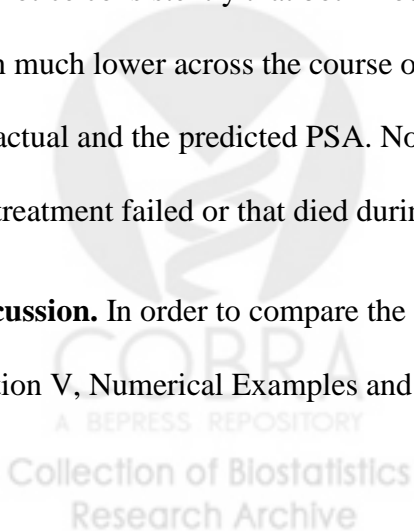 much lower across the course o
actual and the predicted PSA. No
treatment failed or that died durin
cussion. In order to compare the
tion V, Numerical Examples and
COBRA
A BEPRESS REPOSITORY
Collection of Biostatistics
Research Archive